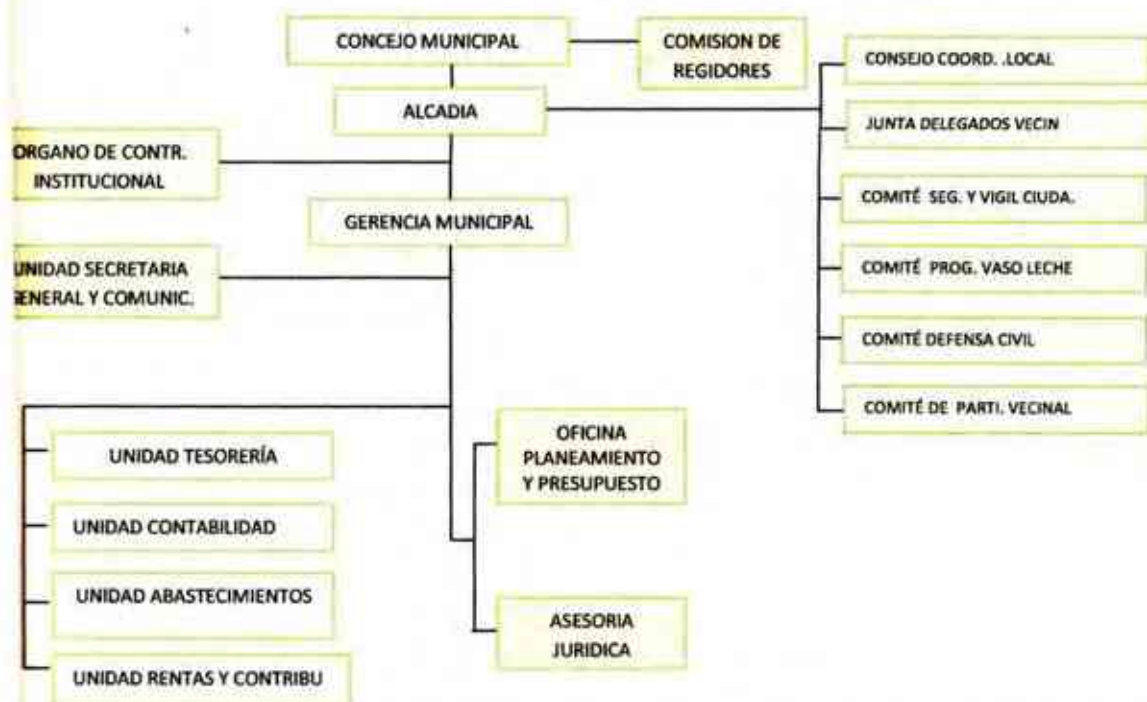 CONCEJO MUNICIPAL
COMISION DE
REGIDORES
CONSEJO COORD. .LOCAL
ALCADIA
JUNTA DELEGADOS VECIN
ORGANO DE CONTR.
INSTITUCIONAL
COMITÉ SEG. Y VIGIL CIUDA.
GERENCIA MUNICIPAL
UNIDAD SECRETARIA
GENERAL Y COMUNIC.
COMITÉ PROG. VASO LECHE
COMITÉ DEFENSA CIVIL
COMITÉ DE PARTI. VECINAL
OFICINA
PLANEAMIENTO
Y PRESUPUESTO
UNIDAD TESORERÍA
UNIDAD CONTABILIDAD
UNIDAD ABASTECIMIENTOS
ASESORIA
JURIDICA
UNIDAD RENTAS Y CONTRIBU